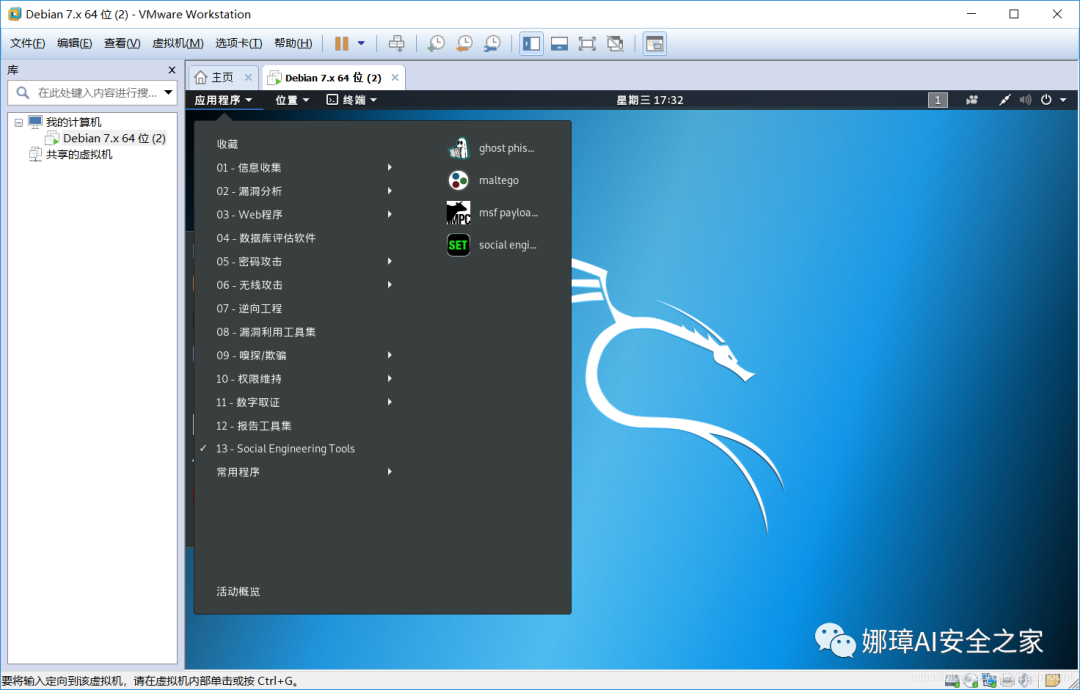 Debian 7.x 64 位 (2) - VMware Workstation
文件(F) 编辑(E) 查看(V) 虚拟机(M) 选项卡(T) 帮助(H)
库
在此处键入内容进行搜...
我的计算机
Debian 7.x 64 位 (2)
共享的虚拟机
主页
Debian 7.x 64 位 (2)
应用程序 位置 终端 星期三 17:32 1
收藏
01 - 信息收集
02 - 漏洞分析
03 - Web程序
04 - 数据库评估软件
05 - 密码攻击
06 - 无线攻击
07 - 逆向工程
08 - 漏洞利用工具集
09 - 嗅探/欺骗
10 - 权限维持
11 - 数字取证
12 - 报告工具集
✓ 13 - Social Engineering Tools
常用程序
活动概览
ghost phis...
maltego
MPC
msf payloa...
SET
social engi...
娜璋AI安全之家
要将输入定向到该虚拟机，请在虚拟机内部单击或按 Ctrl+G。